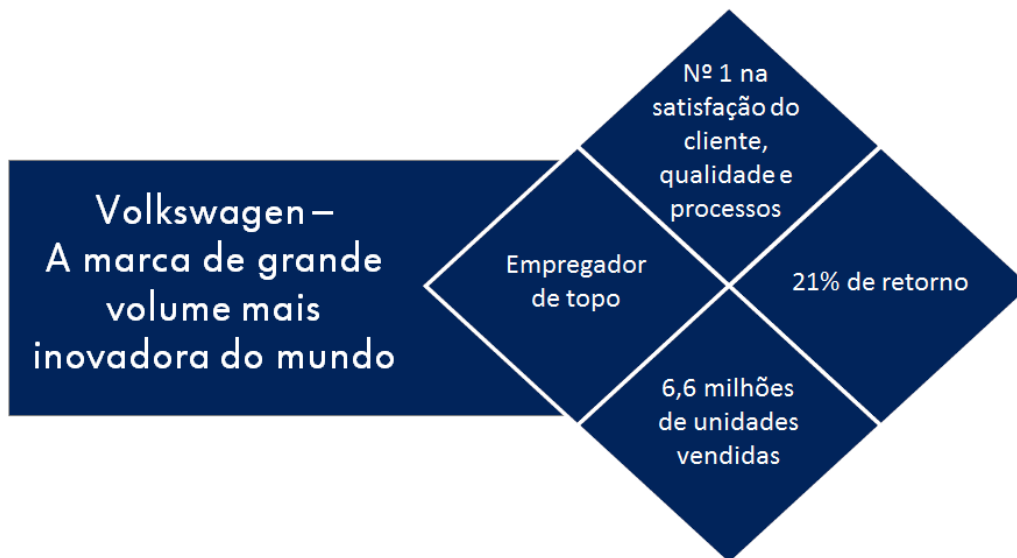 Volkswagen –
A marca de grande
volume mais
inovadora do mundo
Nº 1 na
satisfação do
cliente,
qualidade e
processos
Empregador
de topo
21% de retorno
6,6 milhões
de unidades
vendidas